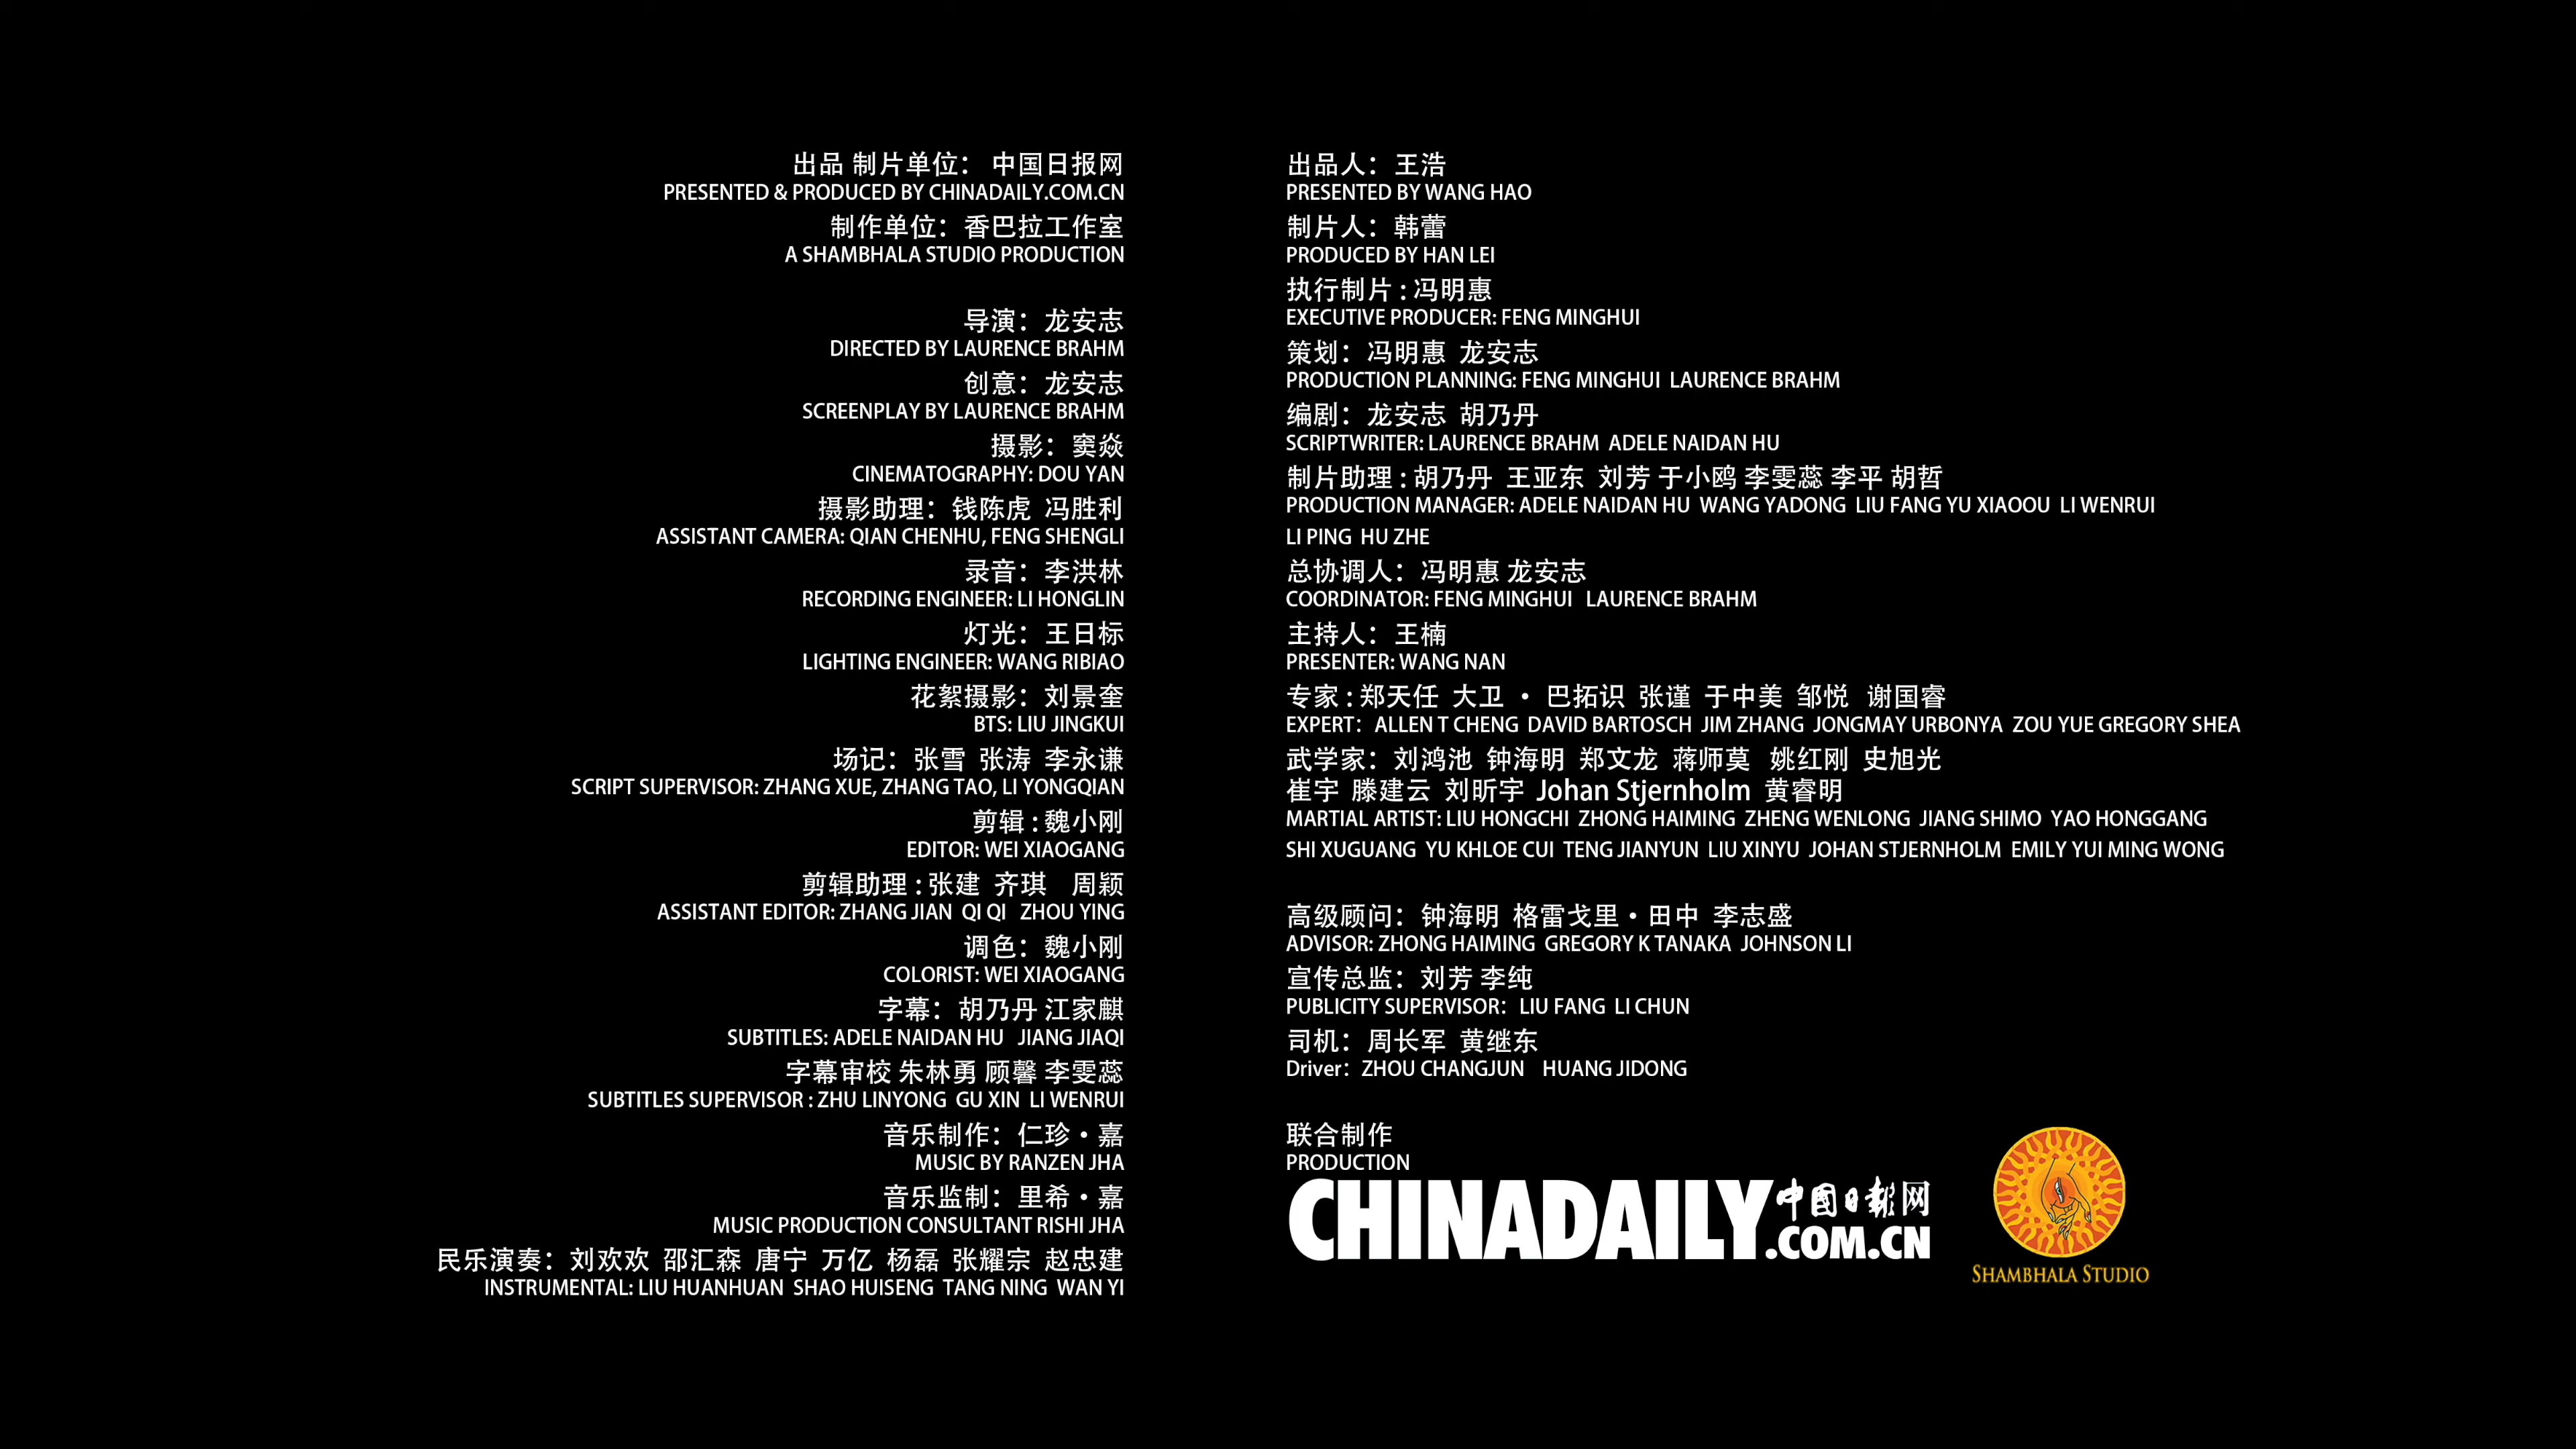 出品 制片单位： 中国日报网
PRESENTED & PRODUCED BY CHINADAILY.COM.CN
制作单位：香巴拉工作室
A SHAMBHALA STUDIO PRODUCTION
导演：龙安志
DIRECTED BY LAURENCE BRAHM
创意：龙安志
SCREENPLAY BY LAURENCE BRAHM
摄影：窦焱
CINEMATOGRAPHY: DOU YAN
摄影助理：钱陈虎 冯胜利
ASSISTANT CAMERA: QIAN CHENHU, FENG SHENGLI
录音：李洪林
RECORDING ENGINEER: LI HONGLIN
灯光：王日标
LIGHTING ENGINEER: WANG RIBIAO
花絮摄影：刘景奎
BTS: LIU JINGKUI
场记：张雪 张涛 李永谦
SCRIPT SUPERVISOR: ZHANG XUE, ZHANG TAO, LI YONGQIAN
剪辑 : 魏小刚
EDITOR: WEI XIAOGANG
剪辑助理 : 张建 齐琪 周颖
ASSISTANT EDITOR: ZHANG JIAN QI QI ZHOU YING
调色：魏小刚
COLORIST: WEI XIAOGANG
字幕：胡乃丹 江家麒
SUBTITLES: ADELE NAIDAN HU JIANG JIAQI
字幕审校 朱林勇 顾馨 李雯蕊
SUBTITLES SUPERVISOR : ZHU LINYONG GU XIN LI WENRUI
音乐制作：仁珍·嘉
MUSIC BY RANZEN JHA
音乐监制：里希·嘉
MUSIC PRODUCTION CONSULTANT RISHI JHA
民乐演奏：刘欢欢 邵汇森 唐宁 万亿 杨磊 张耀宗 赵忠建
INSTRUMENTAL: LIU HUANHUAN SHAO HUISENG TANG NING WAN YI
出品人：王浩
PRESENTED BY WANG HAO
制片人：韩蕾
PRODUCED BY HAN LEI
执行制片 : 冯明惠
EXECUTIVE PRODUCER: FENG MINGHUI
策划：冯明惠 龙安志
PRODUCTION PLANNING: FENG MINGHUI LAURENCE BRAHM
编剧：龙安志 胡乃丹
SCRIPTWRITER: LAURENCE BRAHM ADELE NAIDAN HU
制片助理 : 胡乃丹 王亚东 刘芳 于小鸥 李雯蕊 李平 胡哲
PRODUCTION MANAGER: ADELE NAIDAN HU WANG YADONG LIU FANG YU XIAOOU LI WENRUI
LI PING HU ZHE
总协调人：冯明惠 龙安志
COORDINATOR: FENG MINGHUI LAURENCE BRAHM
主持人：王楠
PRESENTER: WANG NAN
专家 : 郑天任 大卫 · 巴拓识 张谨 于中美 邹悦 谢国睿
EXPERT： ALLEN T CHENG DAVID BARTOSCH JIM ZHANG JONGMAY URBONYA ZOU YUE GREGORY SHEA
武学家：刘鸿池 钟海明 郑文龙 蒋师莫 姚红刚 史旭光
崔宇 滕建云 刘昕宇 Johan Stjernholm 黄睿明
MARTIAL ARTIST: LIU HONGCHI ZHONG HAIMING ZHENG WENLONG JIANG SHIMO YAO HONGGANG
SHI XUGUANG YU KHLOE CUI TENG JIANYUN LIU XINYU JOHAN STJERNHOLM EMILY YUI MING WONG
高级顾问：钟海明 格雷戈里·田中 李志盛
ADVISOR: ZHONG HAIMING GREGORY K TANAKA JOHNSON LI
宣传总监：刘芳 李纯
PUBLICITY SUPERVISOR： LIU FANG LI CHUN
司机：周长军 黄继东
Driver：ZHOU CHANGJUN HUANG JIDONG
联合制作
PRODUCTION
CHINADAILY 中國日報网
.COM.CN
SHAMBHALA STUDIO